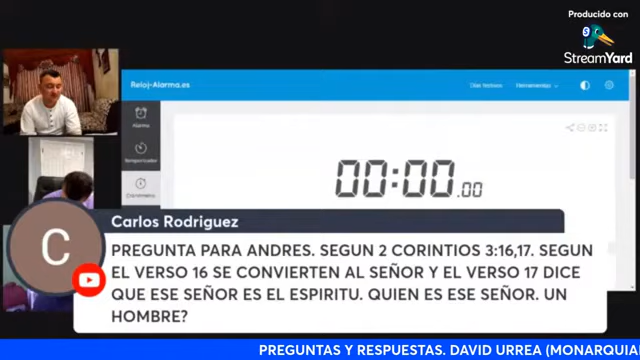 Producido con
StreamYard
Reloj-Alarma.es
Días festivos
Herramientas
Alarma
Temporizador
Cronómetro
00:00.00
C
Carlos Rodriguez
PREGUNTA PARA ANDRES. SEGUN 2 CORINTIOS 3:16,17. SEGUN
EL VERSO 16 SE CONVIERTEN AL SEÑOR Y EL VERSO 17 DICE
QUE ESE SEÑOR ES EL ESPIRITU. QUIEN ES ESE SEÑOR. UN
HOMBRE?
PREGUNTAS Y RESPUESTAS. DAVID URREA (MONARQUIA